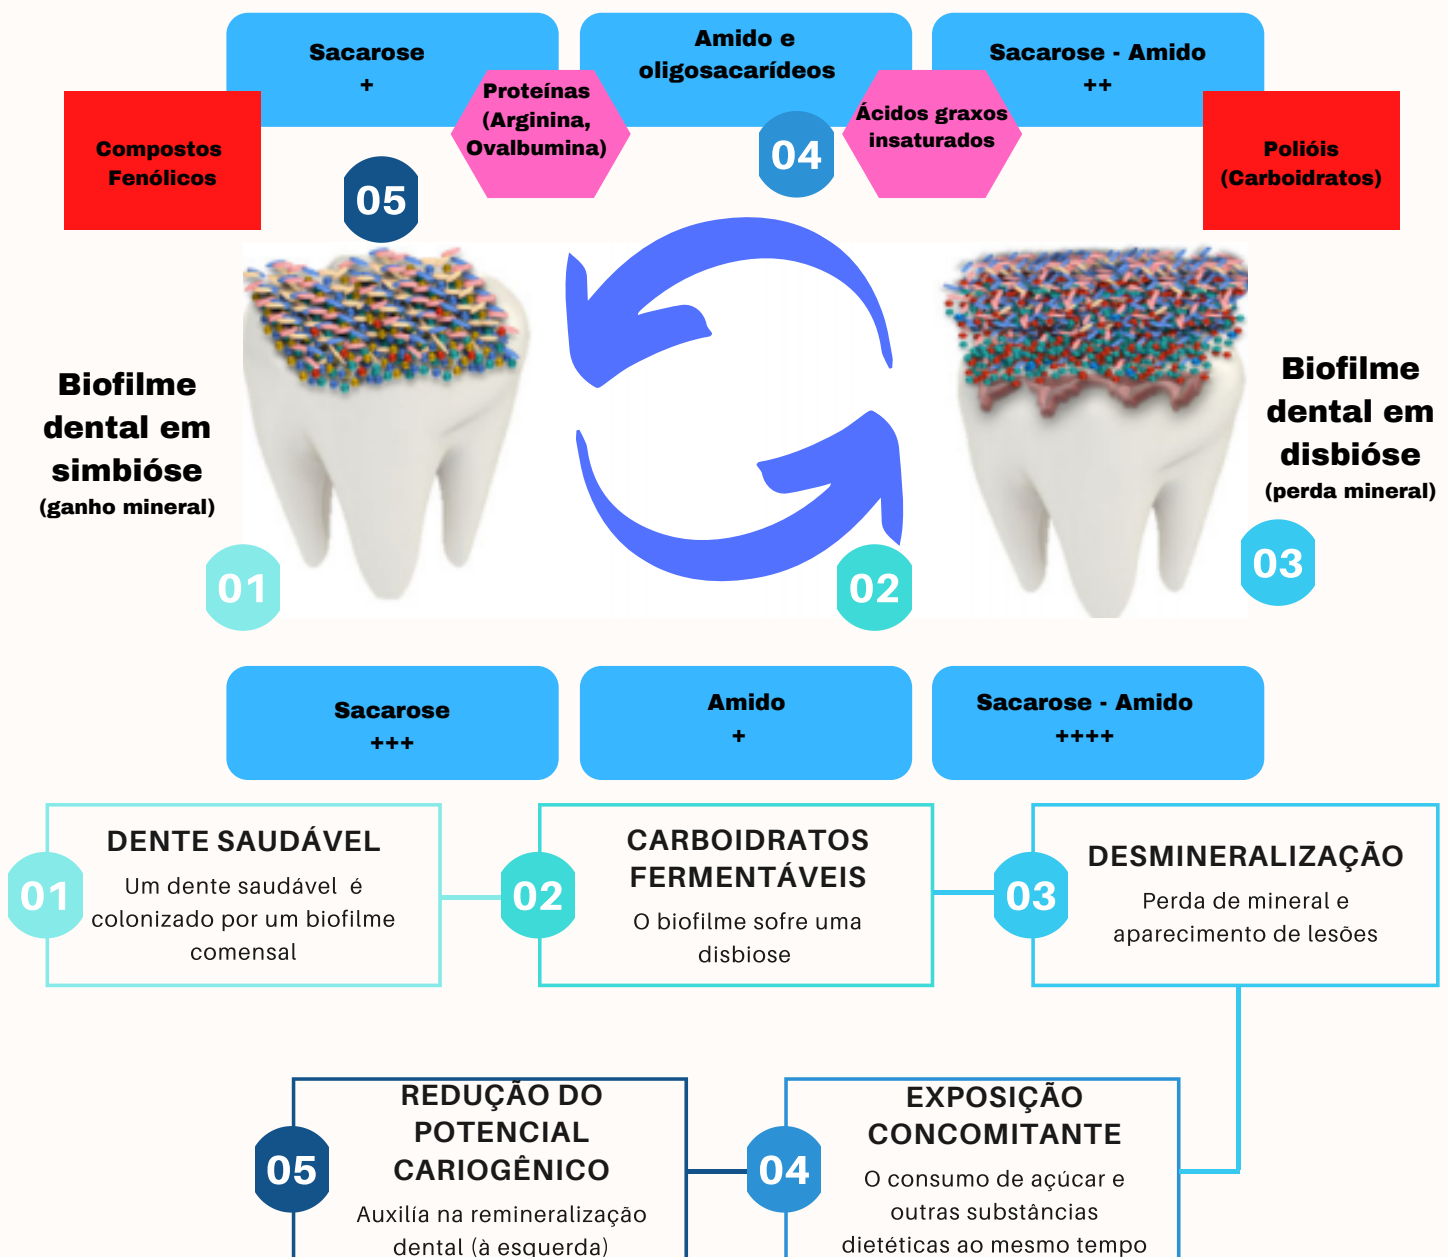 Sacarose
+
Amido e
oligosacarídeos
Sacarose - Amido
++
Proteínas
(Arginina,
Ovalbumina)
Ácidos graxos
insaturados
Compostos
Fenólicos
Polióis
(Carboidratos)
05
04
Biofilme
dental em
simbióse
(ganho mineral)
Biofilme
dental em
disbióse
(perda mineral)
01
02
03
Sacarose
+++
Amido
+
Sacarose - Amido
++++
01
DENTE SAUDÁVEL
Um dente saudável é
colonizado por um biofilme
comensal
02
CARBOIDRATOS
FERMENTÁVEIS
O biofilme sofre uma
disbiose
03
DESMINERALIZAÇÃO
Perda de mineral e
aparecimento de lesões
05
REDUÇÃO DO
POTENCIAL
CARIOGÊNICO
Auxilía na remineralização
dental (à esquerda)
04
EXPOSIÇÃO
CONCOMITANTE
O consumo de açúcar e
outras substâncias
dietéticas ao mesmo tempo